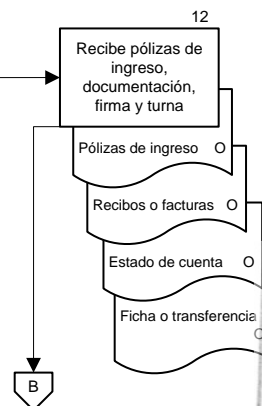 12
Recibe pólizas de
ingreso,
documentación,
firma y turna
Pólizas de ingreso O
Recibos o facturas O
Estado de cuenta O
Ficha o transferencia
O
B